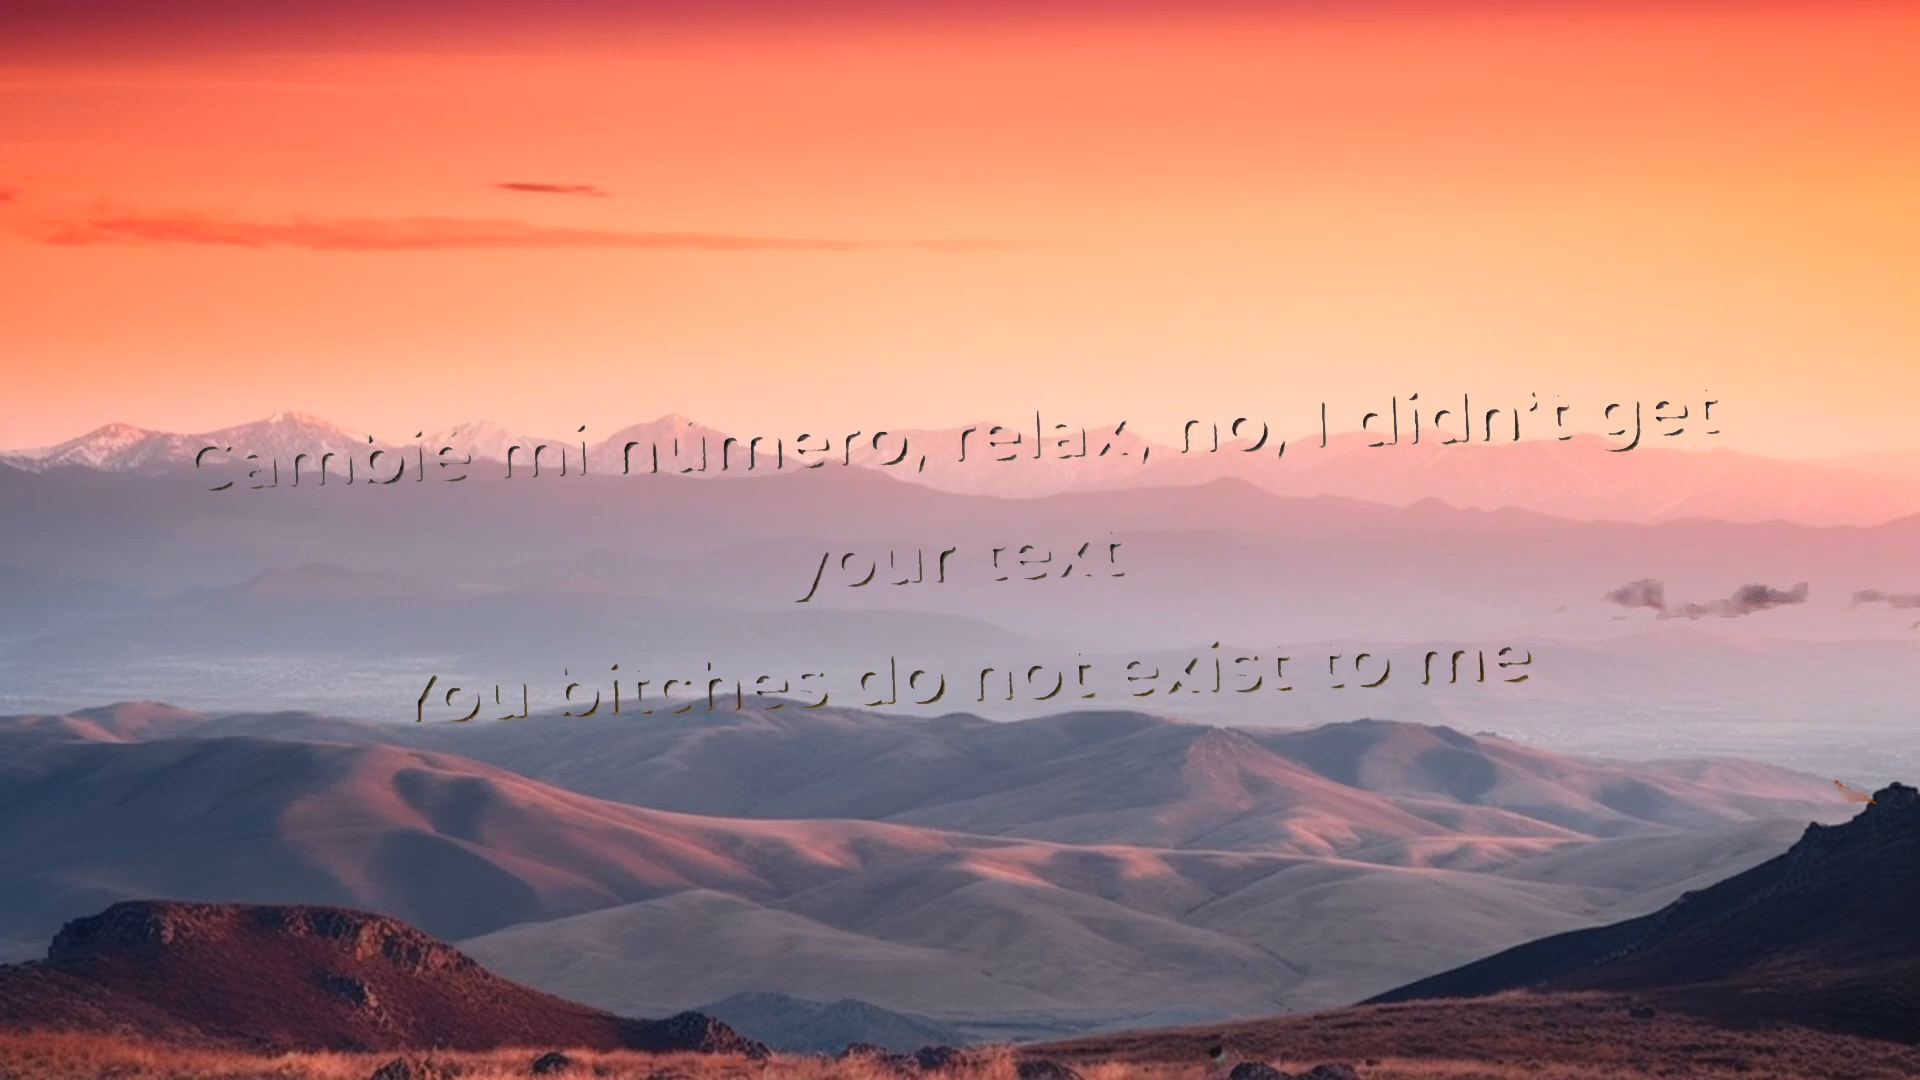 Cambié mi número, relax, no, I didn't get
your text
You bitches do not exist to me